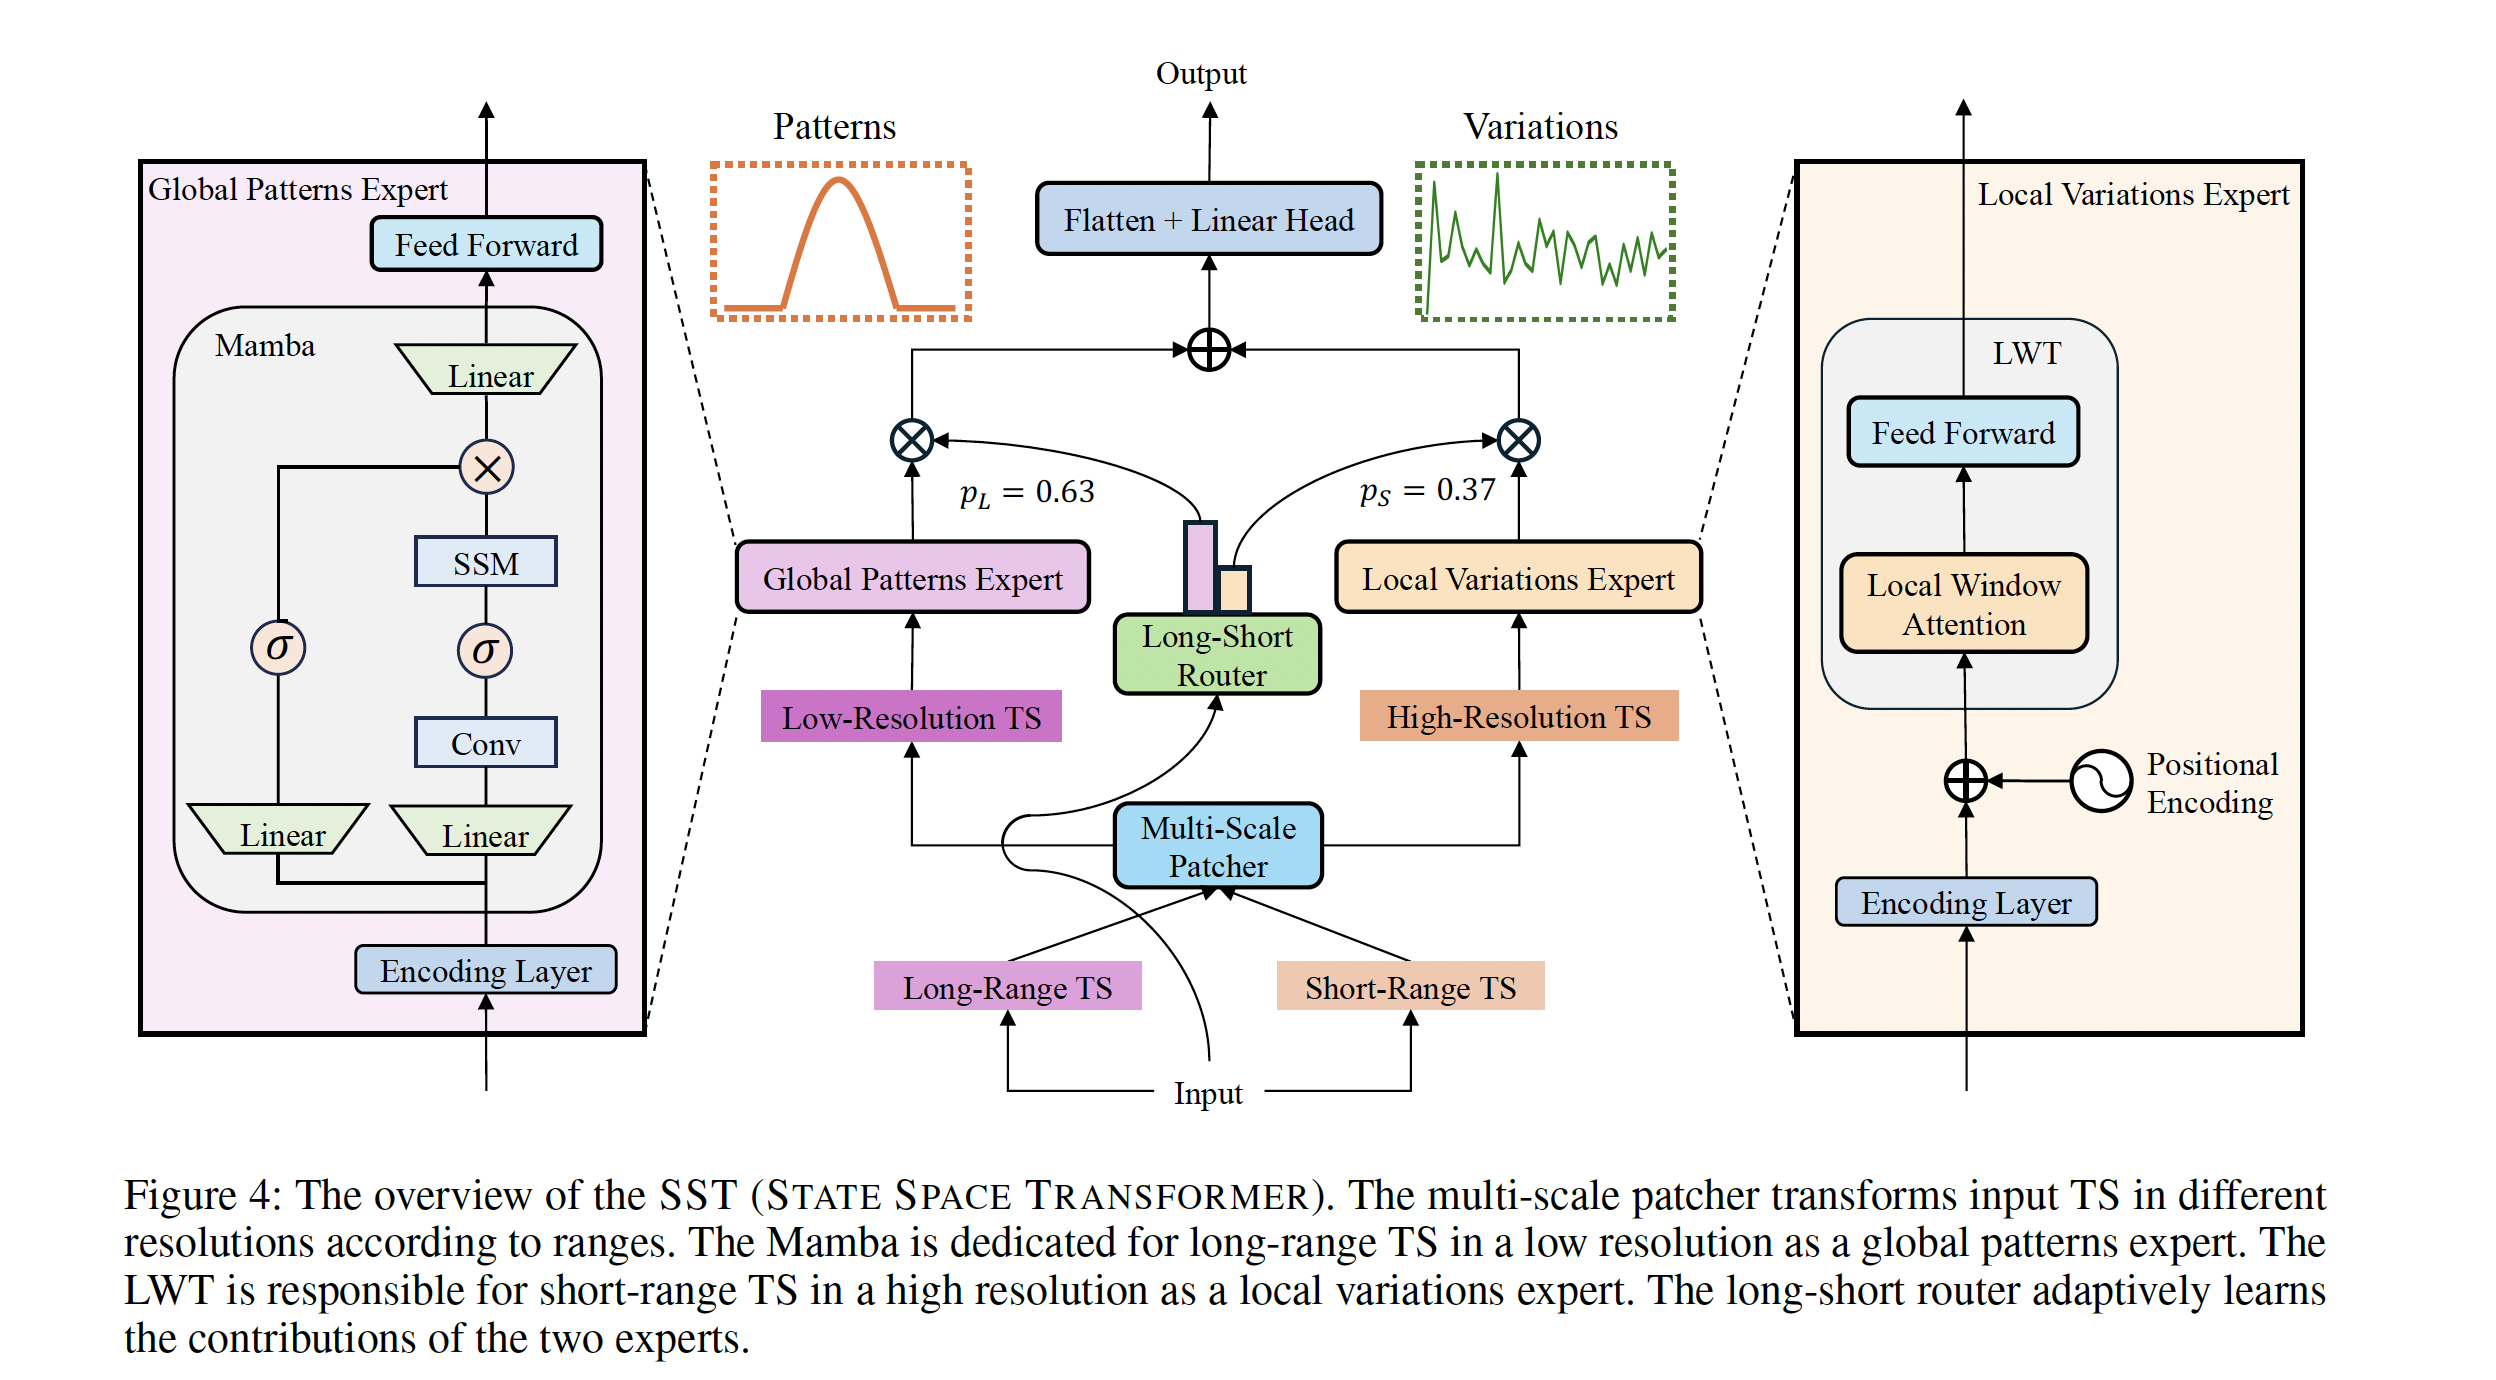 Output
Patterns
Variations
Global Patterns Expert
Feed Forward
Mamba
Linear
×
SSM
σ
σ
Conv
Linear
Linear
Encoding Layer
Flatten + Linear Head
p_L = 0.63
p_S = 0.37
Global Patterns Expert
Long-Short
Router
Local Variations Expert
Low-Resolution TS
High-Resolution TS
Multi-Scale
Patcher
Long-Range TS
Short-Range TS
Input
Local Variations Expert
LWT
Feed Forward
Local Window
Attention
Positional
Encoding
Encoding Layer
Figure 4: The overview of the SST (STATE SPACE TRANSFORMER). The multi-scale patcher transforms input TS in different
resolutions according to ranges. The Mamba is dedicated for long-range TS in a low resolution as a global patterns expert. The
LWT is responsible for short-range TS in a high resolution as a local variations expert. The long-short router adaptively learns
the contributions of the two experts.